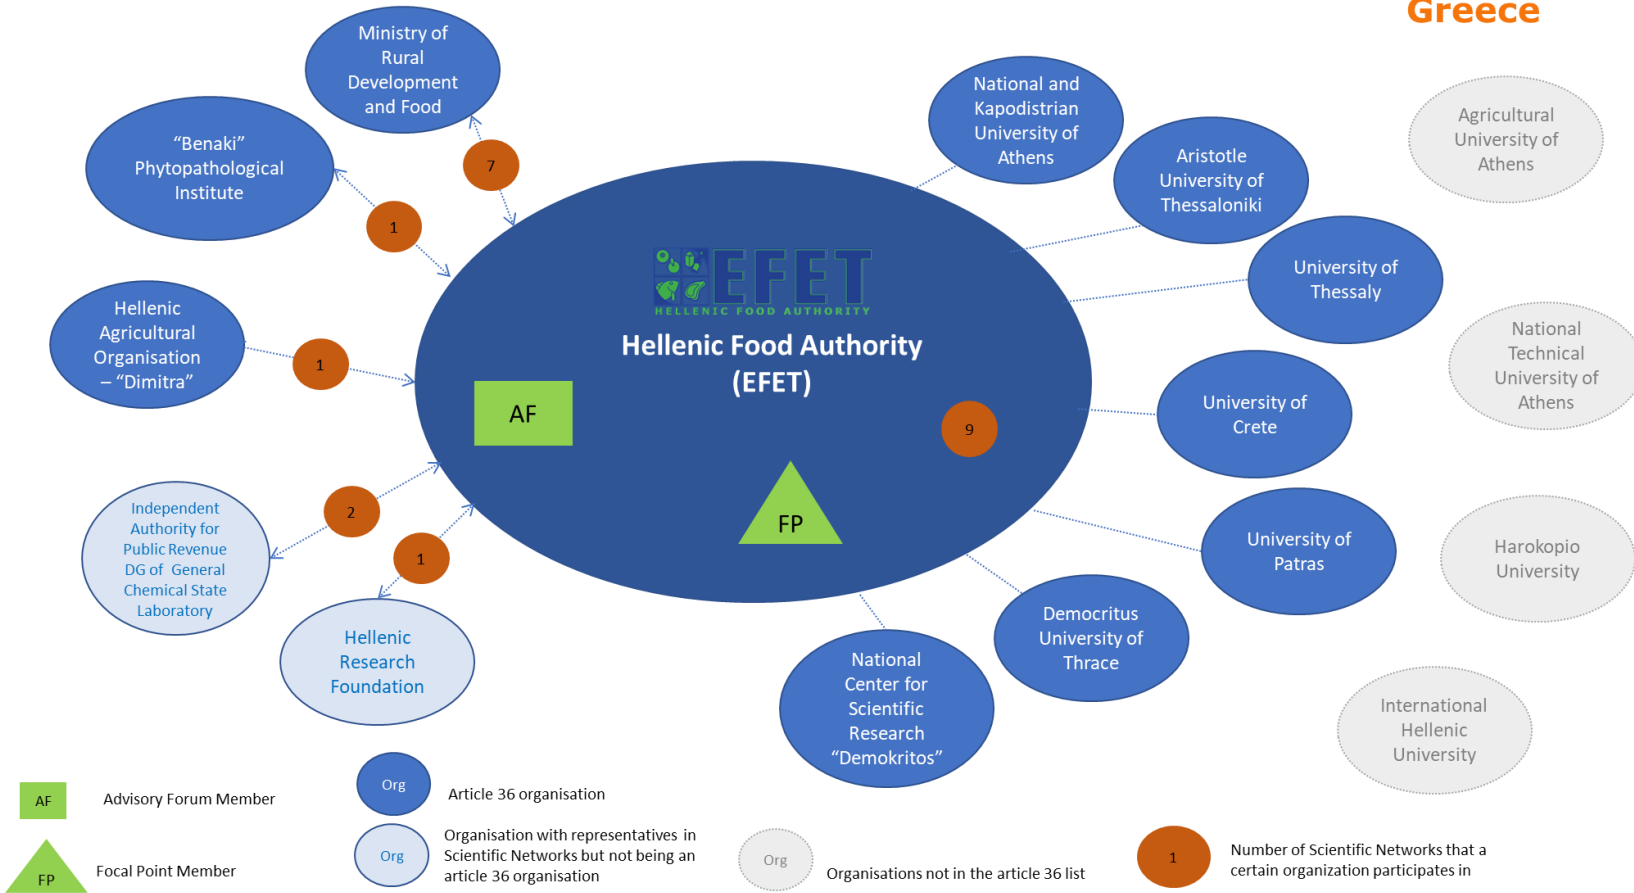 Greece
Ministry of
Rural
Development
and Food
"Benaki"
Phytopathological
Institute
7
1
Hellenic
Agricultural
Organisation
– "Dimitra"
1
Independent
Authority for
Public Revenue
DG of General
Chemical State
Laboratory
2
1
Hellenic
Research
Foundation
EFET
HELLENIC FOOD AUTHORITY
Hellenic Food Authority
(EFET)
AF
9
FP
National and
Kapodistrian
University of
Athens
Aristotle
University of
Thessaloniki
University of
Thessaly
University of
Crete
University of
Patras
Democritus
University of
Thrace
National
Center for
Scientific
Research
"Demokritos"
Agricultural
University of
Athens
National
Technical
University of
Athens
Harokopio
University
International
Hellenic
University
AF
Advisory Forum Member
FP
Focal Point Member
Org
Article 36 organisation
Org
Organisation with representatives in
Scientific Networks but not being an
article 36 organisation
Org
Organisations not in the article 36 list
1
Number of Scientific Networks that a
certain organization participates in